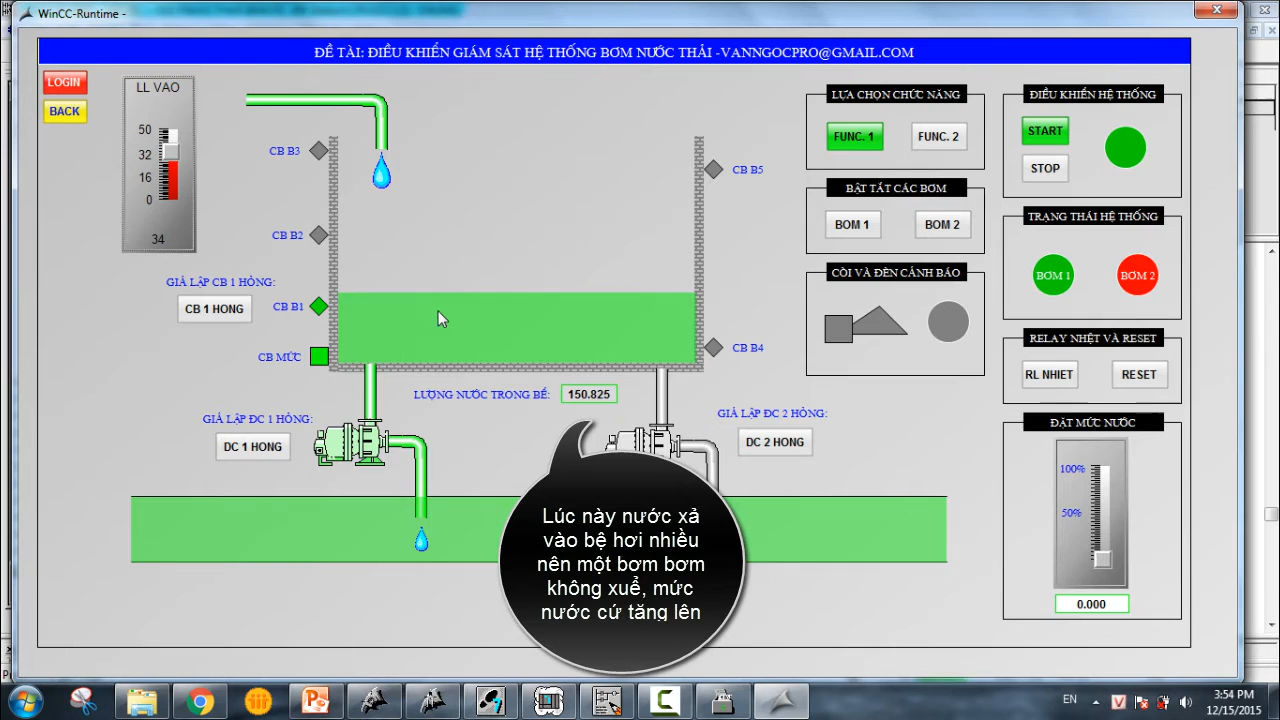 WinCC-Runtime -
ĐỀ TÀI: ĐIỀU KHIỂN GIÁM SÁT HỆ THỐNG BƠM NƯỚC THẢI -VANNGOCPRO@GMAIL.COM
LOGIN
BACK
LL VAO
50
32
16
0
34
CB B3
CB B2
GIẢ LẬP CB 1 HỎNG:
CB 1 HONG
CB B1
CB MỨC
CB B5
CB B4
LƯỢNG NƯỚC TRONG BỂ:
150.825
GIẢ LẬP ĐC 1 HỎNG:
DC 1 HONG
GIẢ LẬP ĐC 2 HỎNG:
DC 2 HONG
Lúc này nước xả
vào bệ hơi nhiều
nên một bơm bơm
không xuể, mức
nước cứ tăng lên
LỰA CHỌN CHỨC NĂNG
FUNC. 1
FUNC. 2
BẬT TẮT CÁC BƠM
BOM 1
BOM 2
CÒI VÀ ĐÈN CẢNH BÁO
ĐIỀU KHIỂN HỆ THỐNG
START
STOP
TRẠNG THÁI HỆ THỐNG
BƠM 1
BƠM 2
RELAY NHIỆT VÀ RESET
RL NHIET
RESET
ĐẶT MỨC NƯỚC
100%
50%
0.000
EN
3:54 PM
12/15/2015